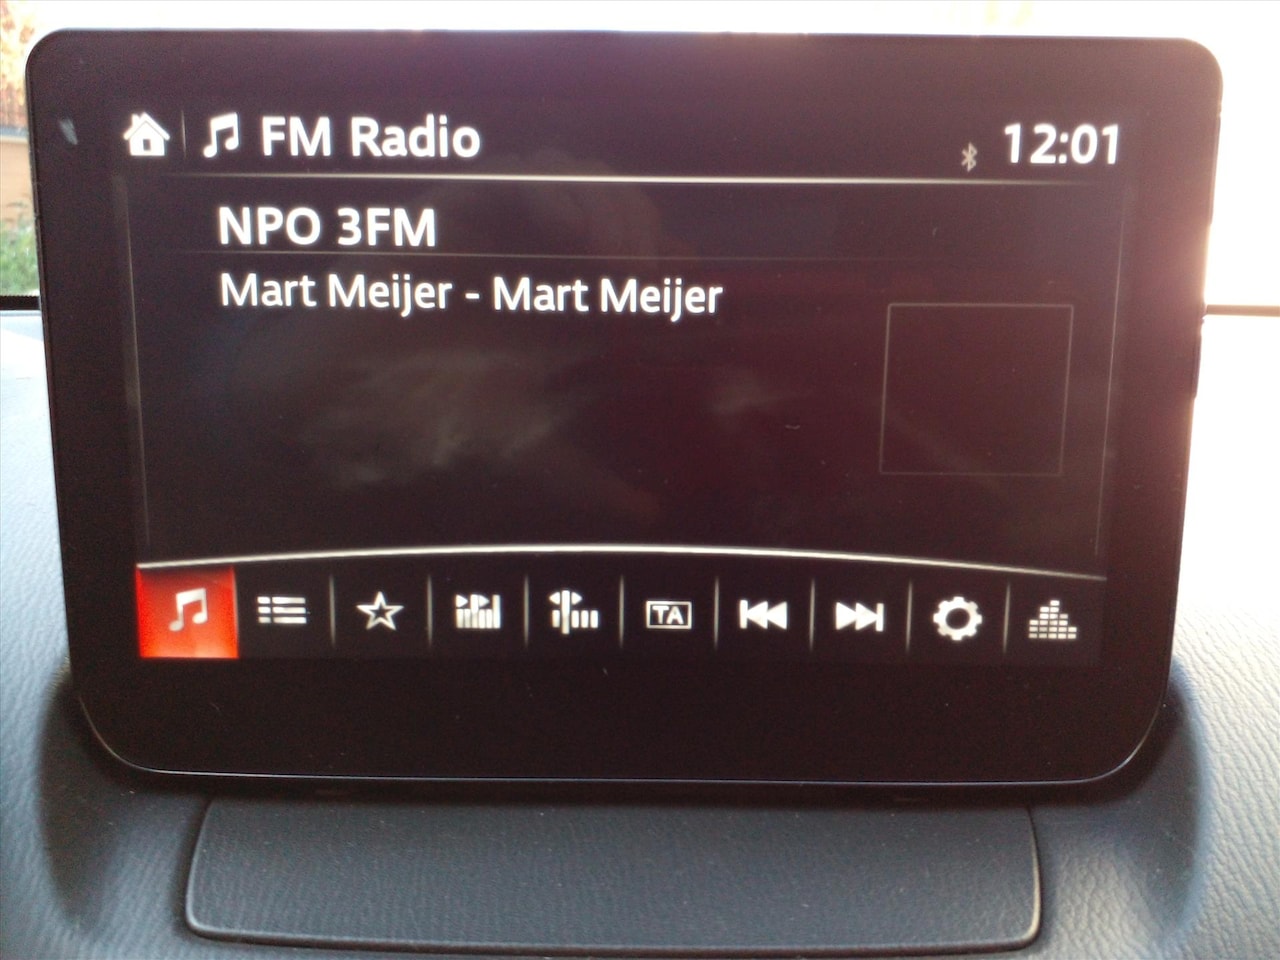 FM Radio
12:01
NPO 3FM
Mart Meijer - Mart Meijer
TA